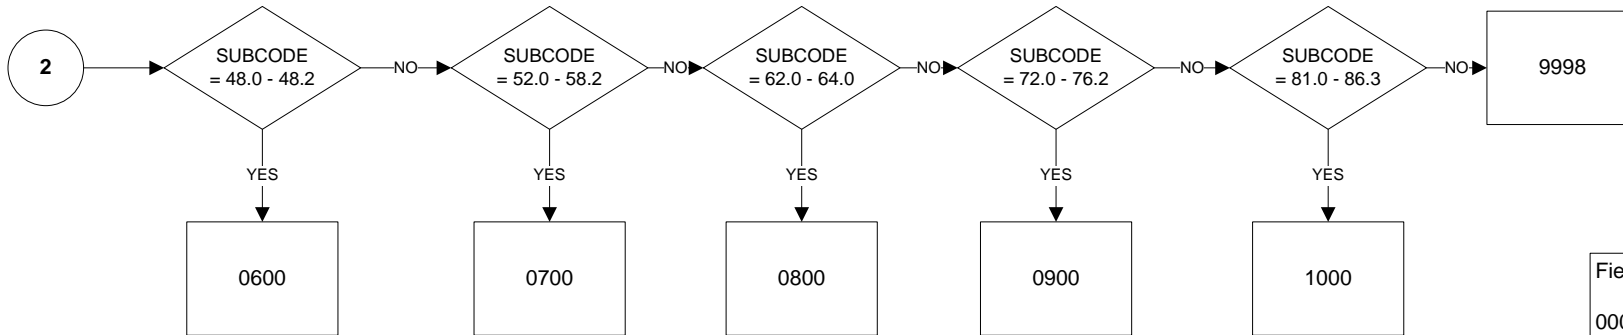 2
SUBCODE
= 48.0 - 48.2
NO
SUBCODE
= 52.0 - 58.2
NO
SUBCODE
= 62.0 - 64.0
NO
SUBCODE
= 72.0 - 76.2
NO
SUBCODE
= 81.0 - 86.3
NO
9998
YES
YES
YES
YES
YES
0600
0700
0800
0900
1000